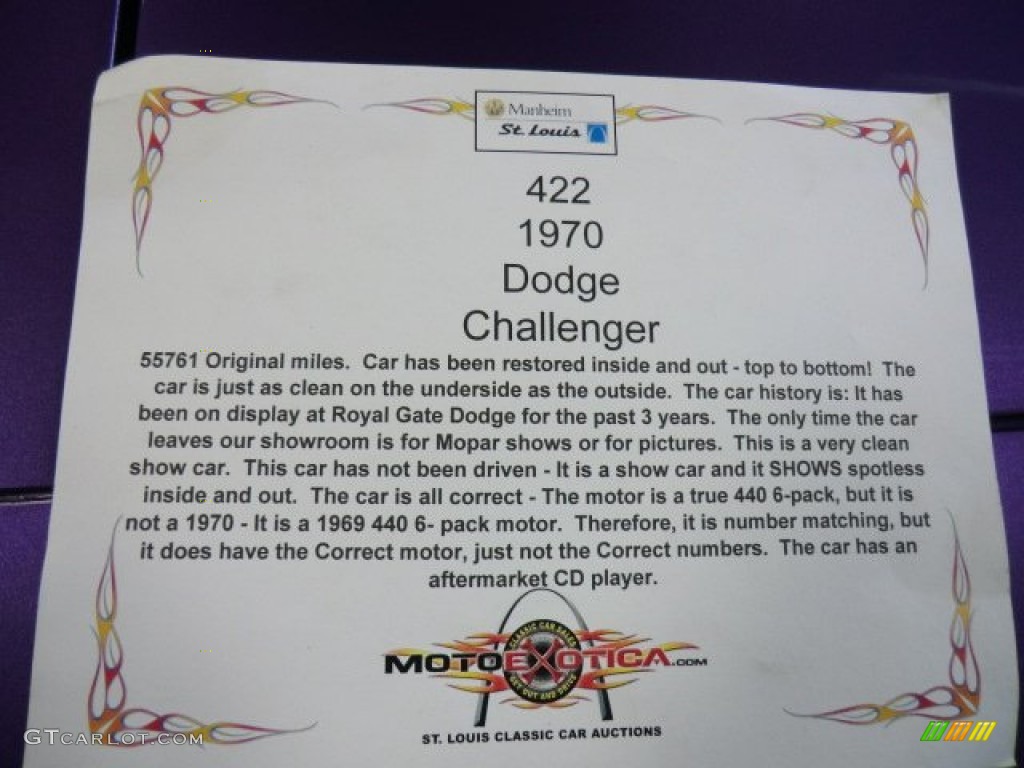 Manheim
St. Louis
422
1970
Dodge
Challenger
55761 Original miles.  Car has been restored inside and out - top to bottom!  The
car is just as clean on the underside as the outside.  The car history is: It has
been on display at Royal Gate Dodge for the past 3 years.  The only time the car
leaves our showroom is for Mopar shows or for pictures.  This is a very clean
show car.  This car has not been driven - It is a show car and it SHOWS spotless
inside and out.  The car is all correct - The motor is a true 440 6-pack, but it is
not a 1970 - It is a 1969 440 6- pack motor.  Therefore, it is number matching, but
it does have the Correct motor, just not the Correct numbers.  The car has an
aftermarket CD player.
CLASSIC CAR SALES
MOTOEXOTICA.COM
GET OUT AND DRIVE
ST. LOUIS CLASSIC CAR AUCTIONS
GTCARLOT.COM